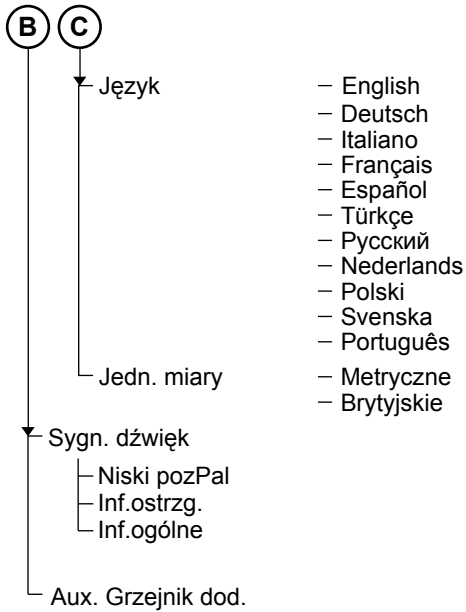 B C
Język – English
– Deutsch
– Italiano
– Français
– Español
– Türkçe
– Русский
– Nederlands
– Polski
– Svenska
– Português
Jedn. miary – Metryczne
– Brytyjskie
Sygn. dźwięk
Niski pozPal
Inf.ostrzg.
Inf.ogólne
Aux. Grzejnik dod.